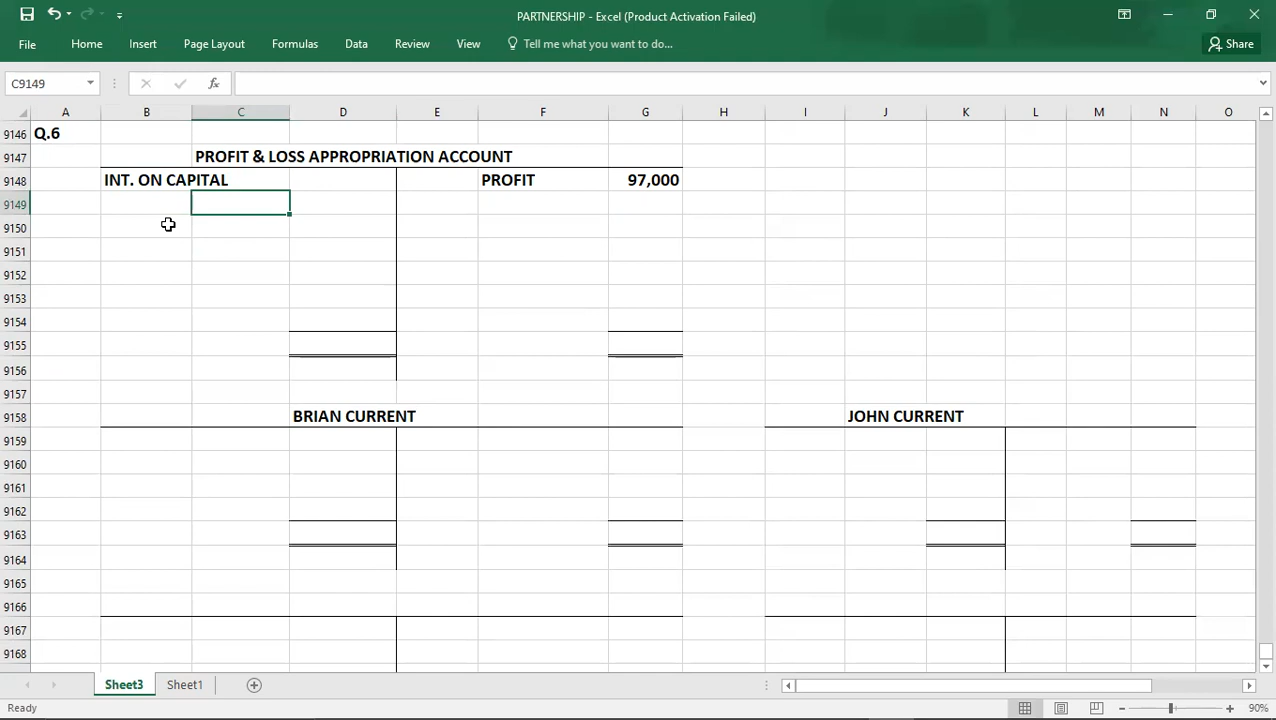 PARTNERSHIP - Excel (Product Activation Failed)
File Home Insert Page Layout Formulas Data Review View Tell me what you want to do... Share
C9149 fx
A B C D E F G H I J K L M N O
9146 Q.6
9147 PROFIT & LOSS APPROPRIATION ACCOUNT
9148 INT. ON CAPITAL PROFIT 97,000
9149
9150
9151
9152
9153
9154
9155
9156
9157
9158 BRIAN CURRENT JOHN CURRENT
9159
9160
9161
9162
9163
9164
9165
9166
9167
9168
Sheet3 Sheet1
Ready 90%